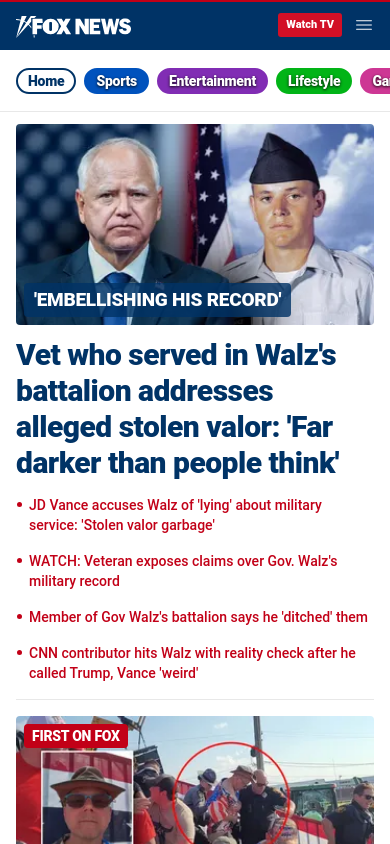 FOX NEWS
Watch TV
Home
Sports
Entertainment
Lifestyle
'EMBELLISHING HIS RECORD'
Vet who served in Walz's
battalion addresses
alleged stolen valor: 'Far
darker than people think'
• JD Vance accuses Walz of 'lying' about military
service: 'Stolen valor garbage'
• WATCH: Veteran exposes claims over Gov. Walz's
military record
• Member of Gov Walz's battalion says he 'ditched' them
• CNN contributor hits Walz with reality check after he
called Trump, Vance 'weird'
FIRST ON FOX